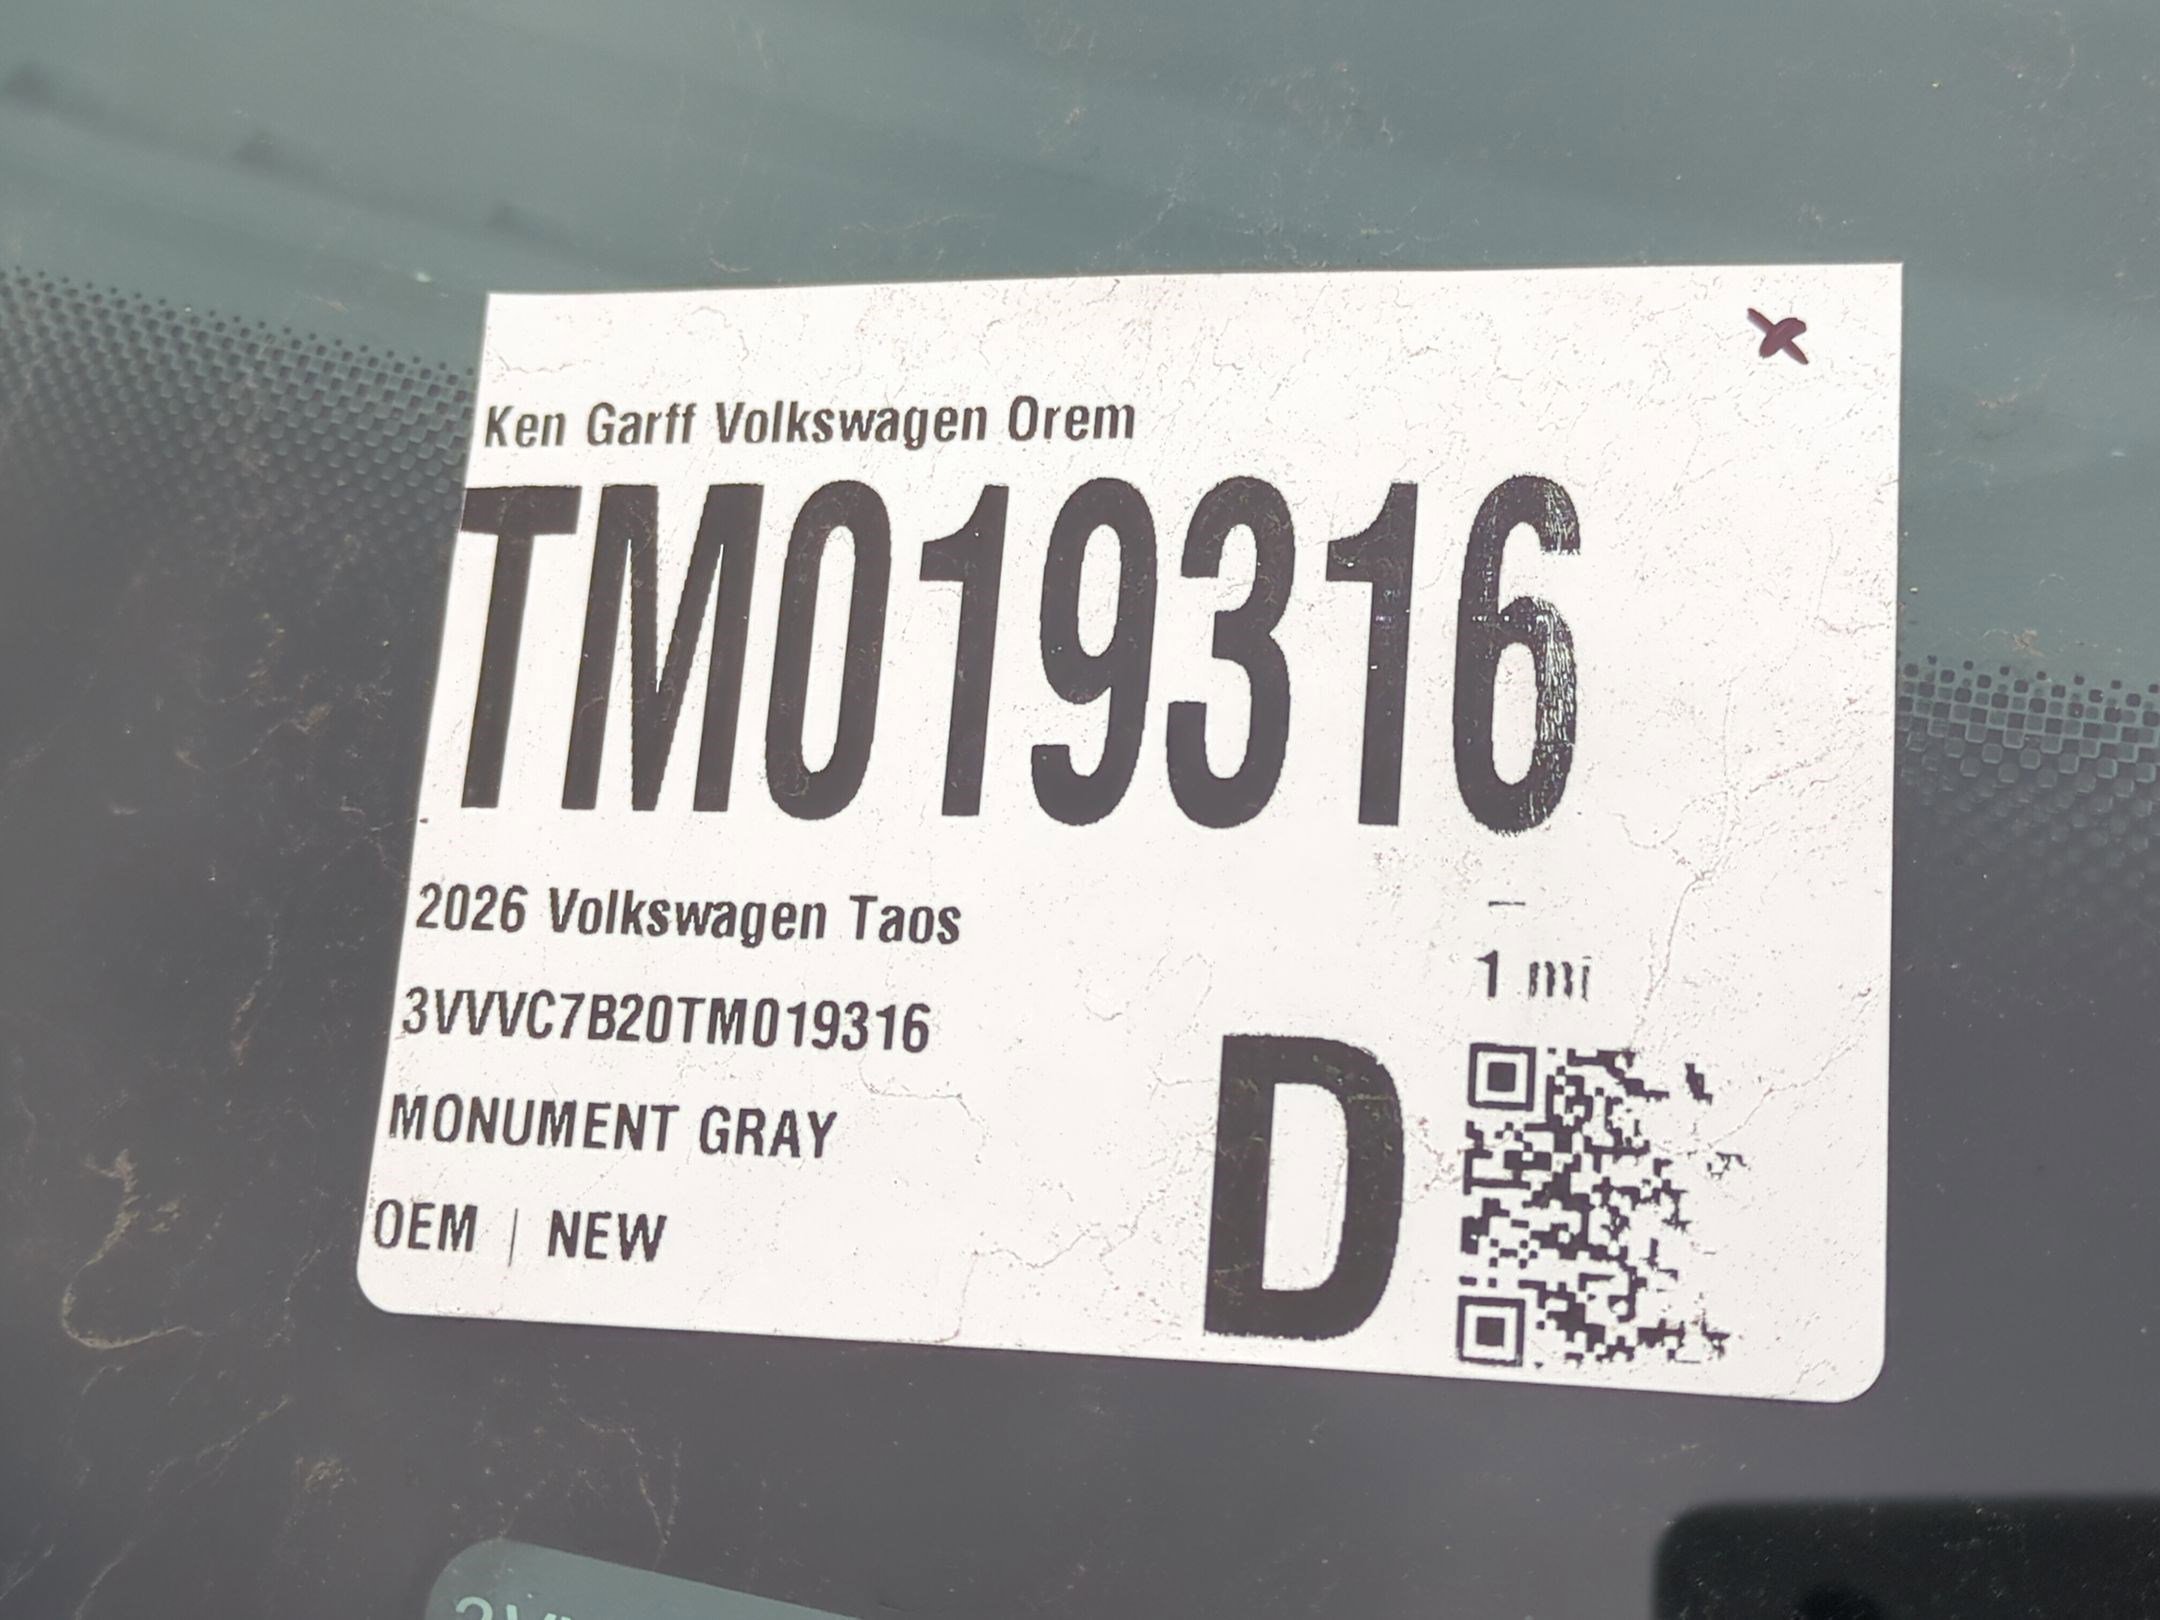 Ken Garff Volkswagen Orem
TM019316
2026 Volkswagen Taos
1 mi
3VVVC7B20TM019316
MONUMENT GRAY
D
OEM | NEW